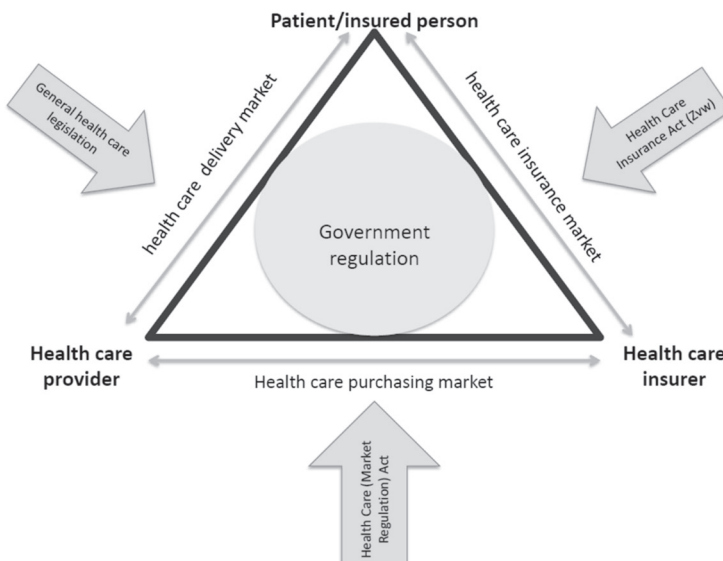 Patient/insured person
General health care
legislation
health care delivery market
health care insurance market
Health Care
Insurance Act (Zvw)
Government
regulation
Health care
provider
Health care
insurer
Health care purchasing market
Health Care (Market
Regulation) Act